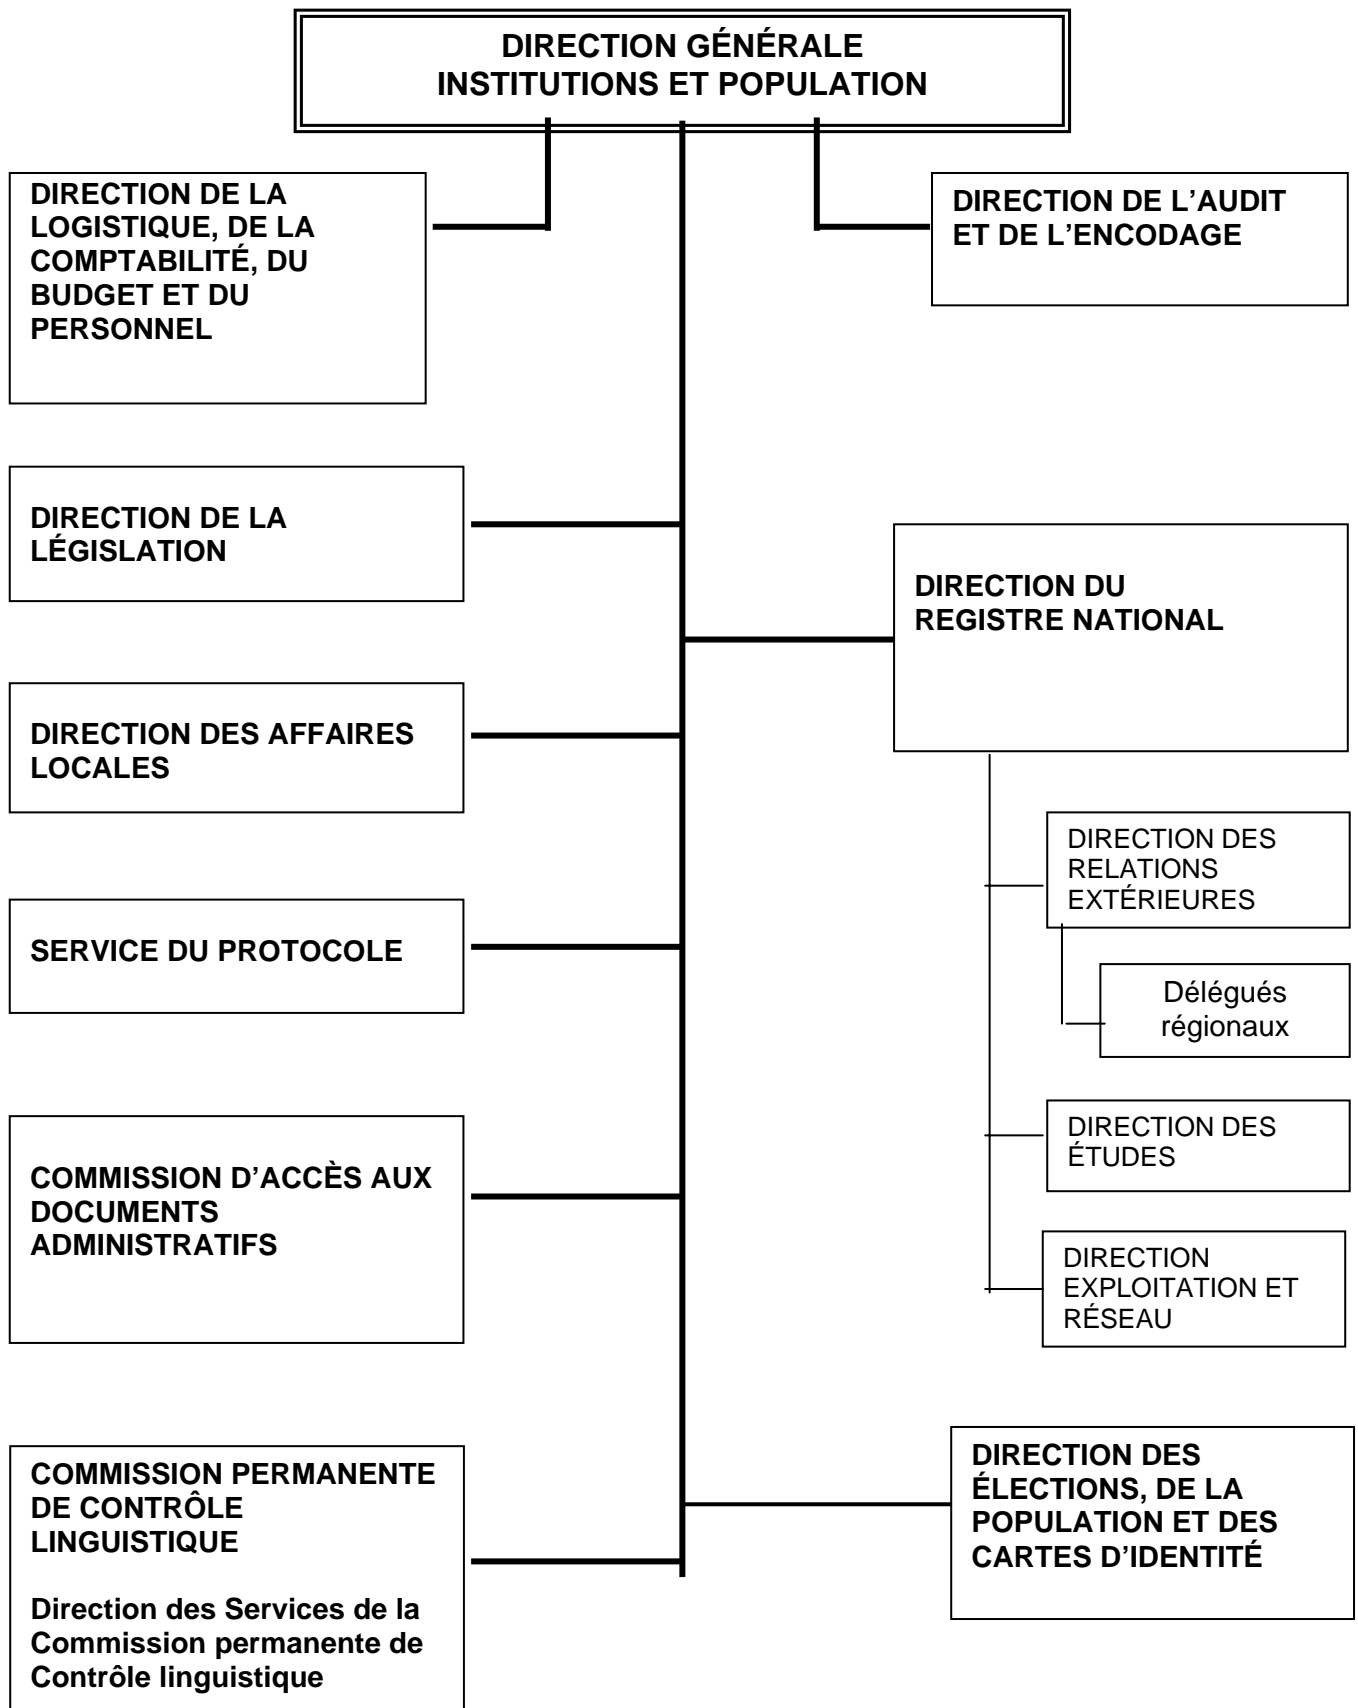 DIRECTION GÉNÉRALE
INSTITUTIONS ET POPULATION
DIRECTION DE LA
LOGISTIQUE, DE LA
COMPTABILITÉ, DU
BUDGET ET DU
PERSONNEL
DIRECTION DE L’AUDIT
ET DE L’ENCODAGE
DIRECTION DE LA
LÉGISLATION
DIRECTION DU
REGISTRE NATIONAL
DIRECTION DES AFFAIRES
LOCALES
DIRECTION DES
RELATIONS
EXTÉRIEURES
SERVICE DU PROTOCOLE
Délégués
régionaux
DIRECTION DES
ÉTUDES
COMMISSION D’ACCÈS AUX
DOCUMENTS
ADMINISTRATIFS
DIRECTION
EXPLOITATION ET
RÉSEAU
COMMISSION PERMANENTE
DE CONTRÔLE
LINGUISTIQUE
Direction des Services de la
Commission permanente de
Contrôle linguistique
DIRECTION DES
ÉLECTIONS, DE LA
POPULATION ET DES
CARTES D’IDENTITÉ